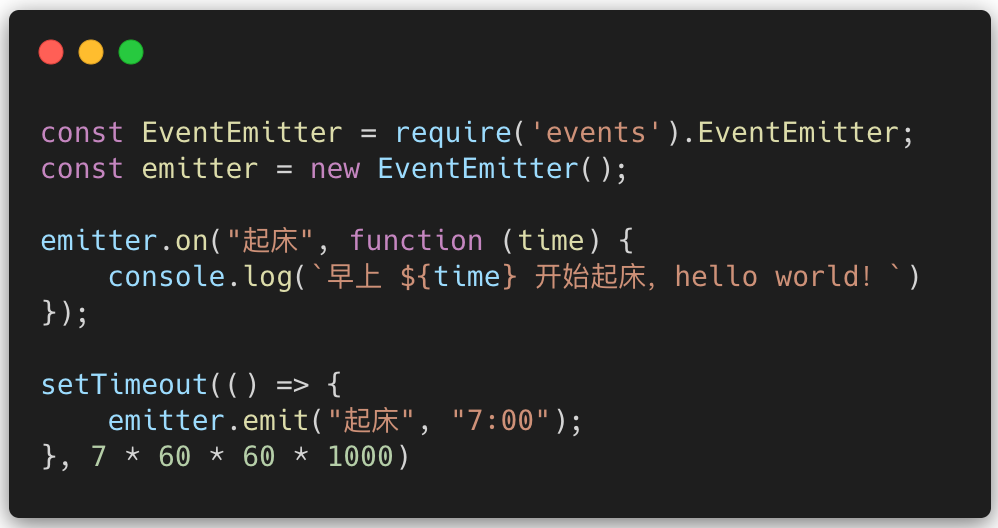 const EventEmitter = require('events').EventEmitter;
const emitter = new EventEmitter();
emitter.on("起床", function (time) {
    console.log(`早上 ${time} 开始起床，hello world！`)
});
setTimeout(() => {
    emitter.emit("起床", "7:00");
}, 7 * 60 * 60 * 1000)